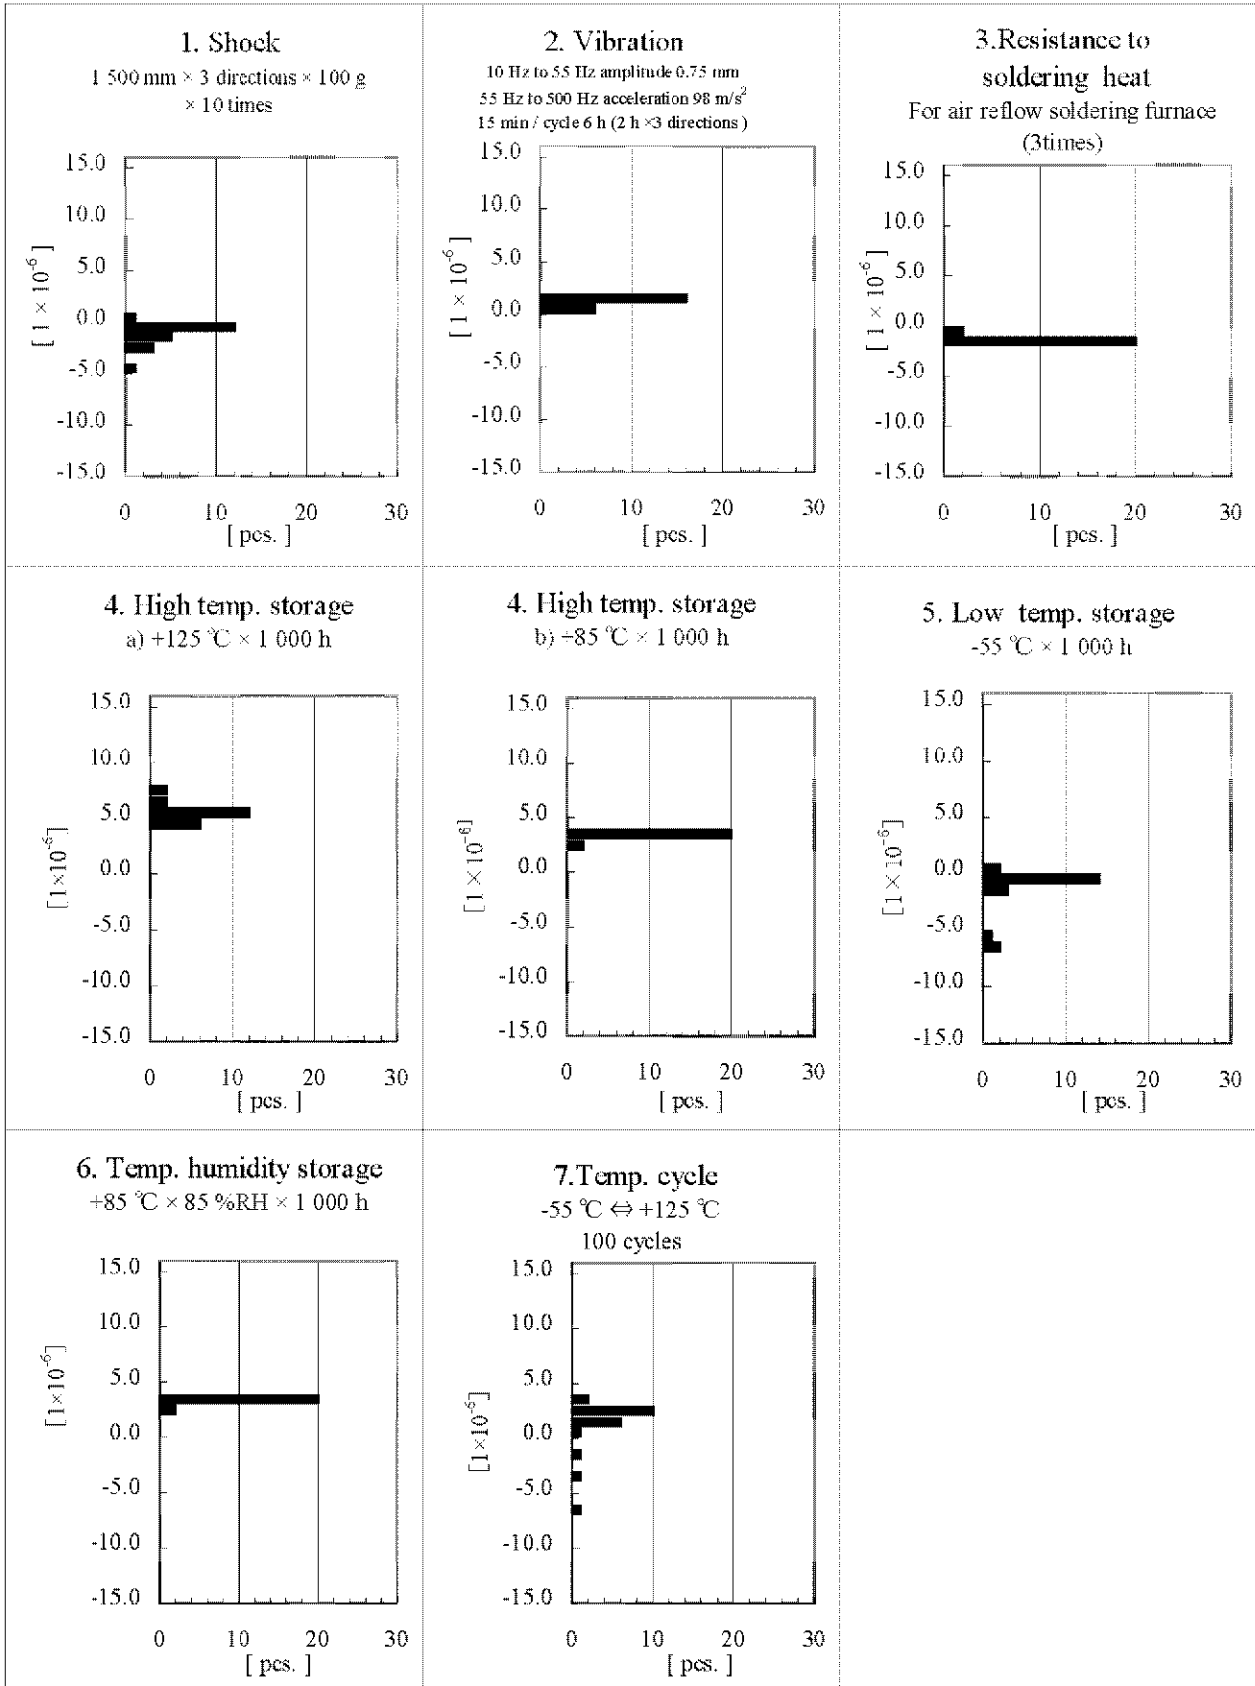 1. Shock
1 500 mm × 3 directions × 100 g
× 10 times
15.0
10.0
5.0
0.0
-5.0
-10.0
-15.0
[ 1 × 10-6 ]
0 10 20 30
[ pcs. ]
2. Vibration
10 Hz to 55 Hz amplitude 0.75 mm
55 Hz to 500 Hz acceleration 98 m/s2
15 min / cycle 6 h (2 h ×3 directions )
15.0
10.0
5.0
0.0
-5.0
-10.0
-15.0
[ 1 × 10-6 ]
0 10 20 30
[ pcs. ]
3.Resistance to
soldering heat
For air reflow soldering furnace
(3times)
15.0
10.0
5.0
0.0
-5.0
-10.0
-15.0
[ 1 × 10-6 ]
0 10 20 30
[ pcs. ]
4. High temp. storage
a) +125 ℃ × 1 000 h
15.0
10.0
5.0
0.0
-5.0
-10.0
-15.0
[1×10-6]
0 10 20 30
[ pcs. ]
4. High temp. storage
b) +85 ℃ × 1 000 h
15.0
10.0
5.0
0.0
-5.0
-10.0
-15.0
[1 × 10-6]
0 10 20 30
[ pcs. ]
5. Low temp. storage
-55 ℃ × 1 000 h
15.0
10.0
5.0
0.0
-5.0
-10.0
-15.0
[1 × 10-6]
0 10 20 30
[ pcs. ]
6. Temp. humidity storage
+85 ℃ × 85 %RH × 1 000 h
15.0
10.0
5.0
0.0
-5.0
-10.0
-15.0
[1×10-6]
0 10 20 30
[ pcs. ]
7.Temp. cycle
-55 ℃ ⇔ +125 ℃
100 cycles
15.0
10.0
5.0
0.0
-5.0
-10.0
-15.0
[1×10-6]
0 10 20 30
[ pcs. ]